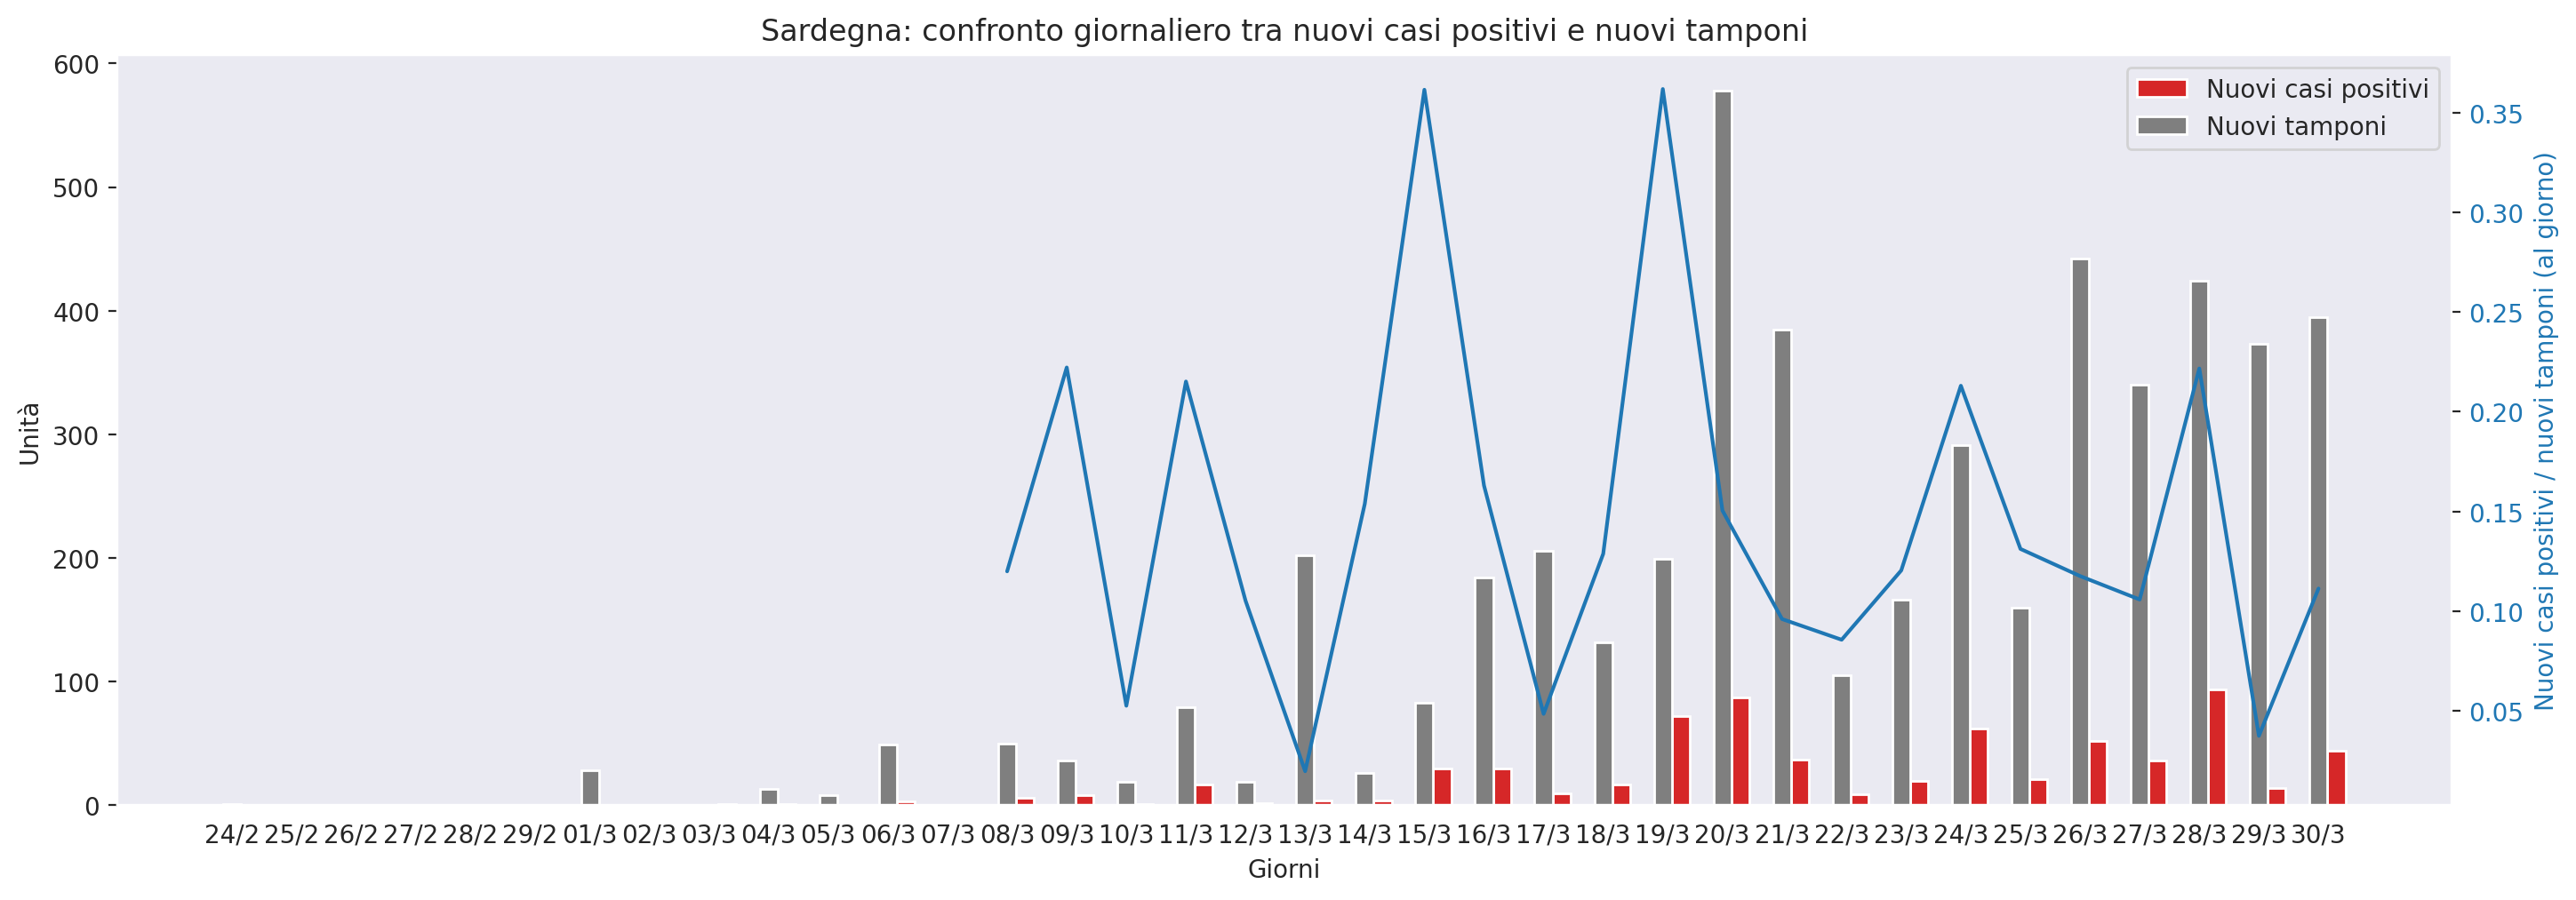 Sardegna: confronto giornaliero tra nuovi casi positivi e nuovi tamponi
Nuovi casi positivi
Nuovi tamponi
600
500
400
300
200
100
0
Unità
0.35
0.30
0.25
0.20
0.15
0.10
0.05
Nuovi casi positivi / nuovi tamponi (al giorno)
24/2 25/2 26/2 27/2 28/2 29/2 01/3 02/3 03/3 04/3 05/3 06/3 07/3 08/3 09/3 10/3 11/3 12/3 13/3 14/3 15/3 16/3 17/3 18/3 19/3 20/3 21/3 22/3 23/3 24/3 25/3 26/3 27/3 28/3 29/3 30/3
Giorni